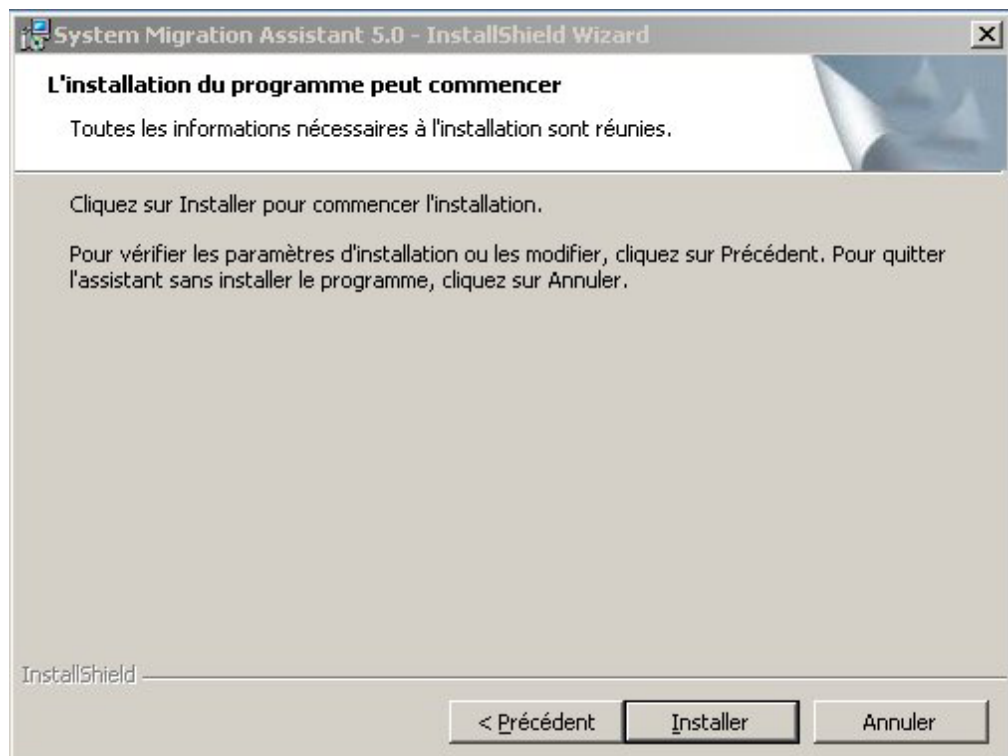 System Migration Assistant 5.0 - InstallShield Wizard
L'installation du programme peut commencer
Toutes les informations nécessaires à l'installation sont réunies.
Cliquez sur Installer pour commencer l'installation.
Pour vérifier les paramètres d'installation ou les modifier, cliquez sur Précédent. Pour quitter
l'assistant sans installer le programme, cliquez sur Annuler.
InstallShield
< Précédent Installer Annuler